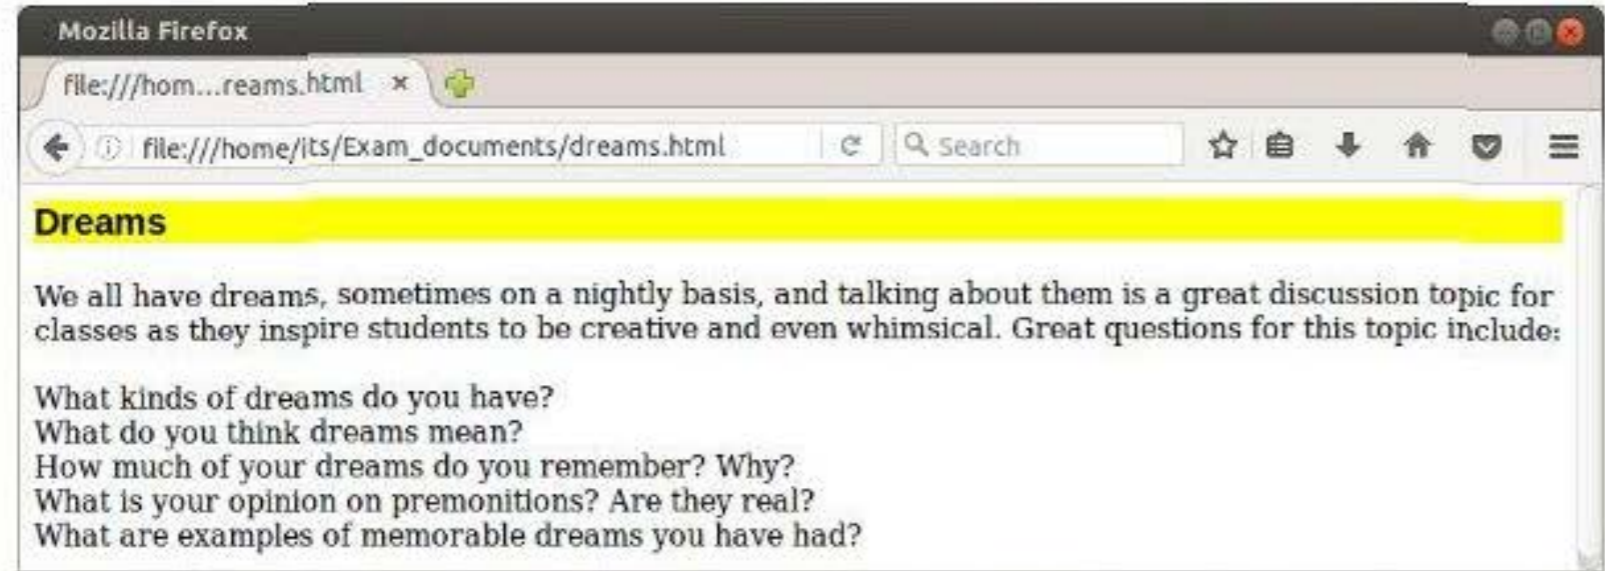 Mozilla Firefox
file:///hom...reams.html
file:///home/its/Exam_documents/dreams.html
Search
Dreams
We all have dreams, sometimes on a nightly basis, and talking about them is a great discussion topic for
classes as they inspire students to be creative and even whimsical. Great questions for this topic include:
What kinds of dreams do you have?
What do you think dreams mean?
How much of your dreams do you remember? Why?
What is your opinion on premonitions? Are they real?
What are examples of memorable dreams you have had?